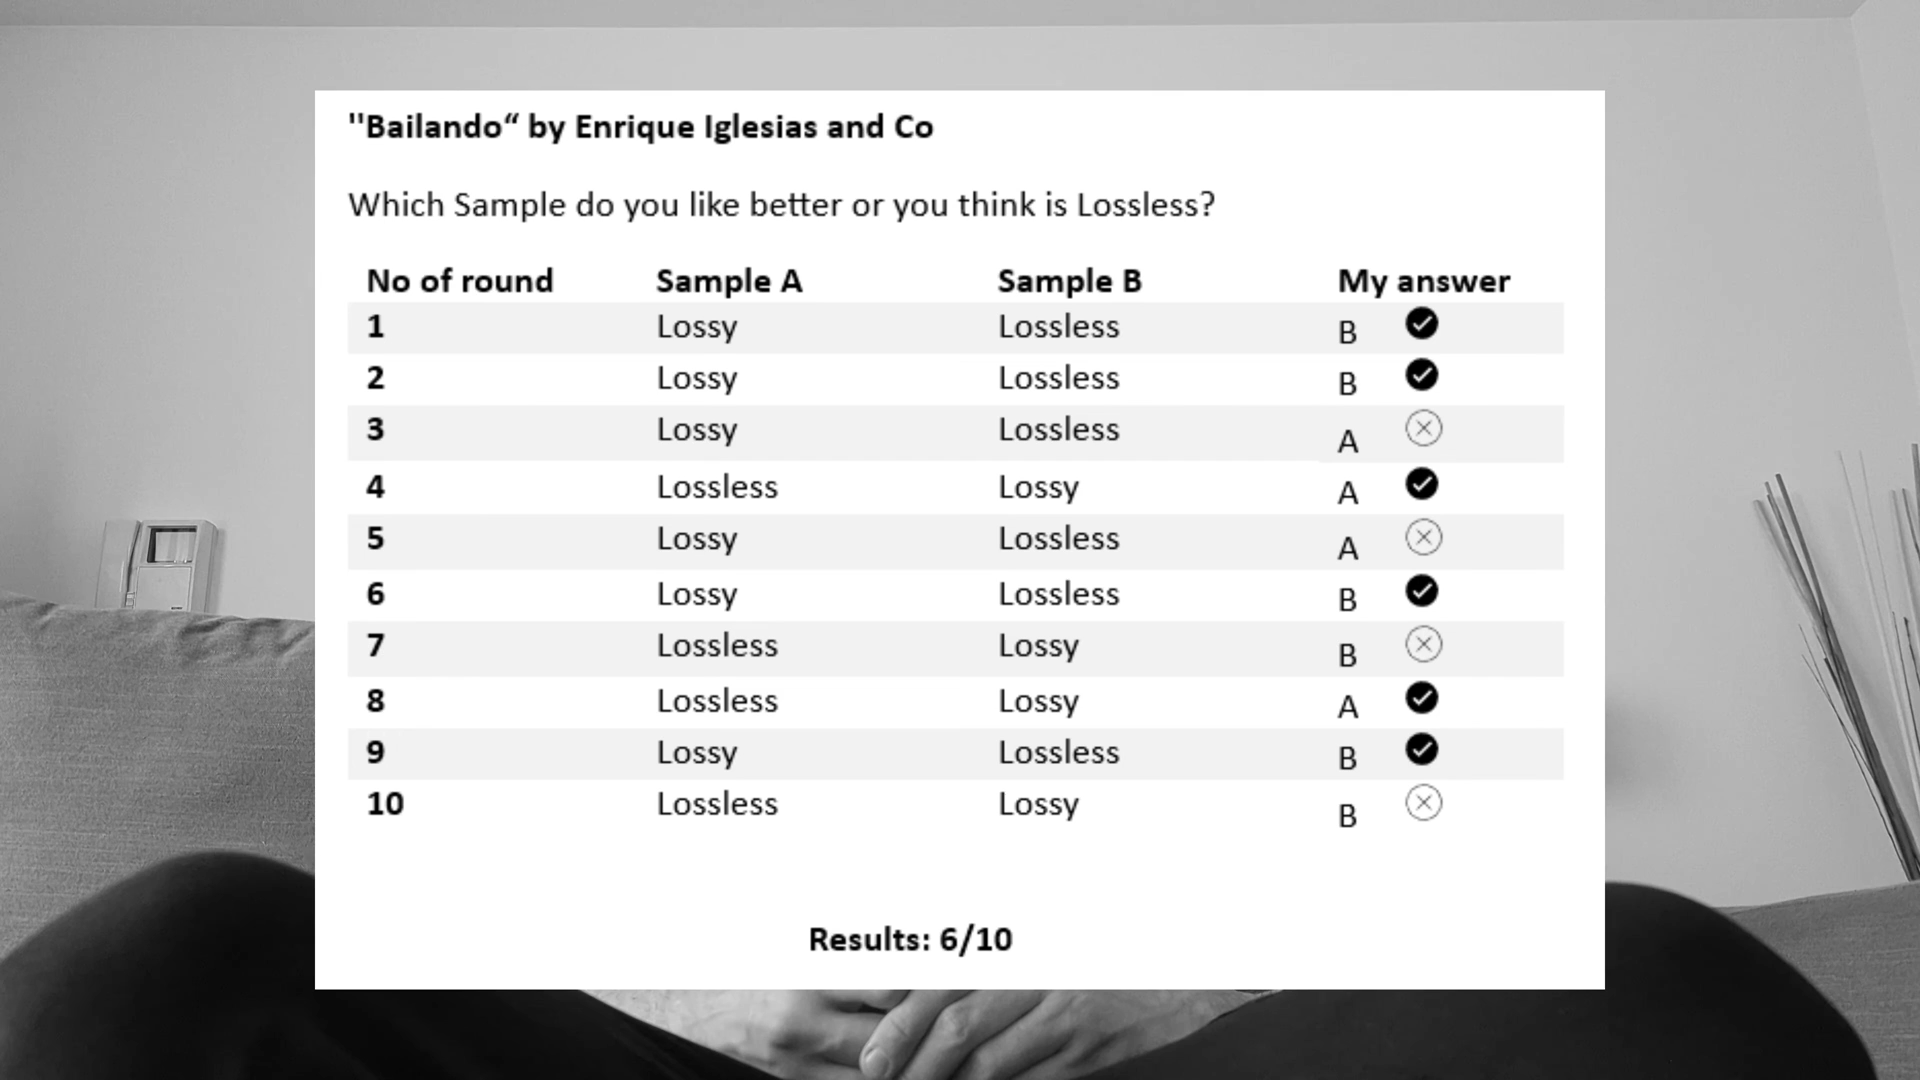 "Bailando“ by Enrique Iglesias and Co
Which Sample do you like better or you think is Lossless?
No of round Sample A Sample B My answer
1 Lossy Lossless B
2 Lossy Lossless B
3 Lossy Lossless A
4 Lossless Lossy A
5 Lossy Lossless A
6 Lossy Lossless B
7 Lossless Lossy B
8 Lossless Lossy A
9 Lossy Lossless B
10 Lossless Lossy B
Results: 6/10